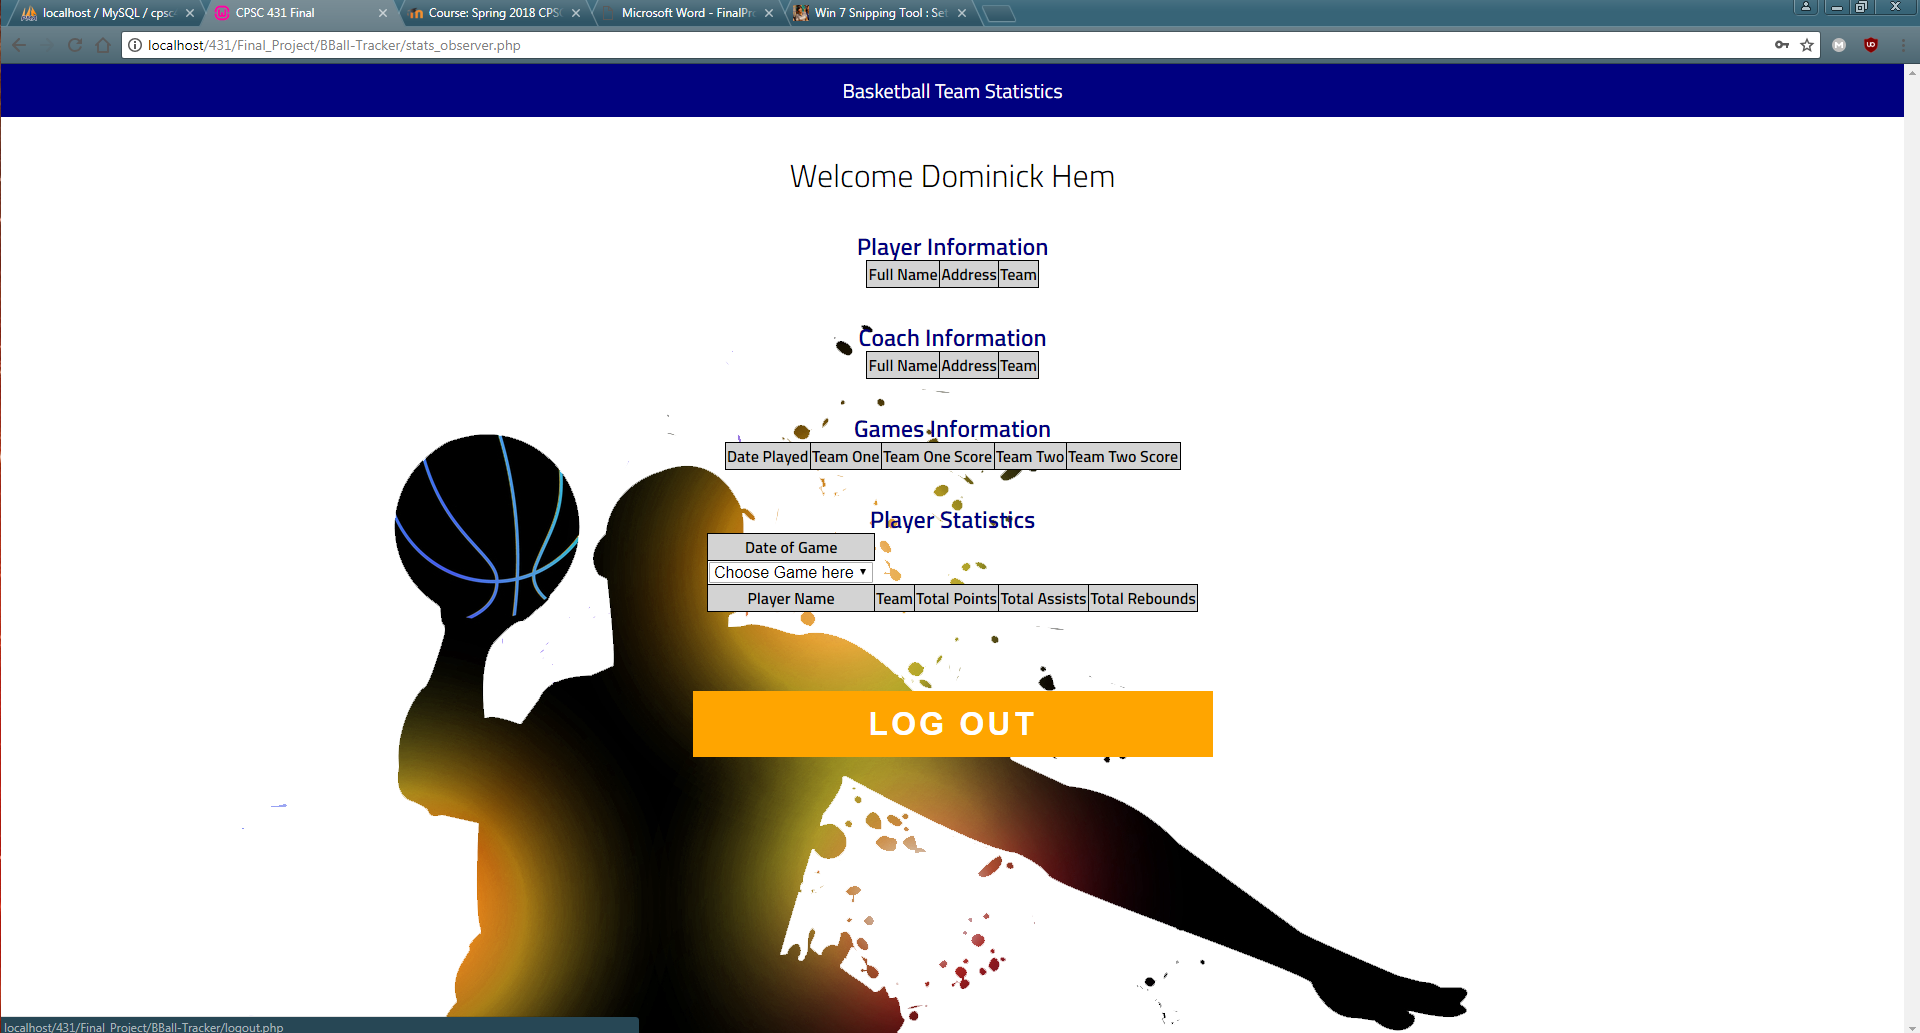 localhost / MySQL / cpsc
CPSC 431 Final
Course: Spring 2018 CPS
Microsoft Word - FinalPro
Win 7 Snipping Tool : Set
localhost/431/Final_Project/BBall-Tracker/stats_observer.php
Basketball Team Statistics
Welcome Dominick Hem
Player Information
Full Name Address Team
Coach Information
Full Name Address Team
Games Information
Date Played Team One Team One Score Team Two Team Two Score
Player Statistics
Date of Game
Choose Game here
Player Name Team Total Points Total Assists Total Rebounds
LOG OUT
localhost/431/Final_Project/BBall-Tracker/logout.php